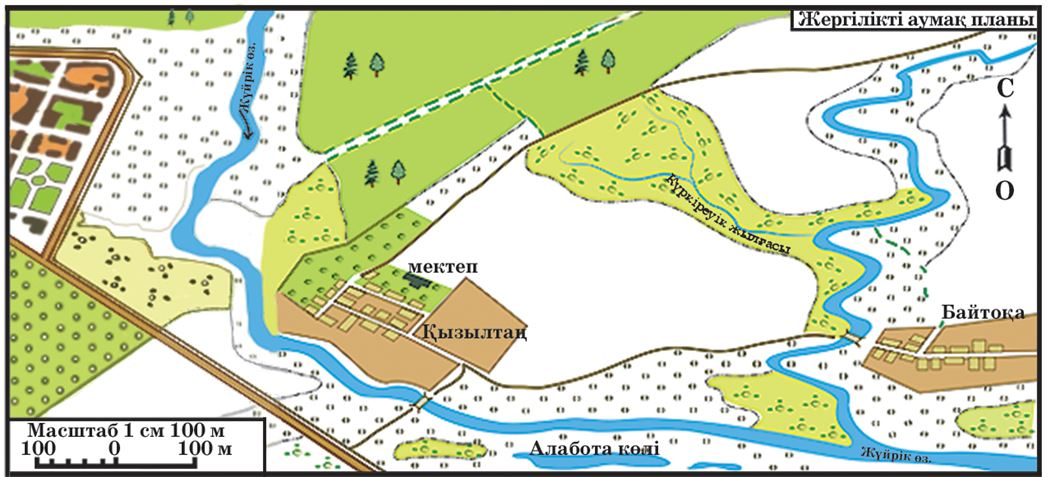 Жергілікті аумақ планы
Жүйрік өз.
С
О
Күркіреуік жылғасы
мектеп
Қызылтаң
Байтоқа
Масштаб 1 см 100 м
100 0 100 м
Алабота көлі
Жүйрік өз.